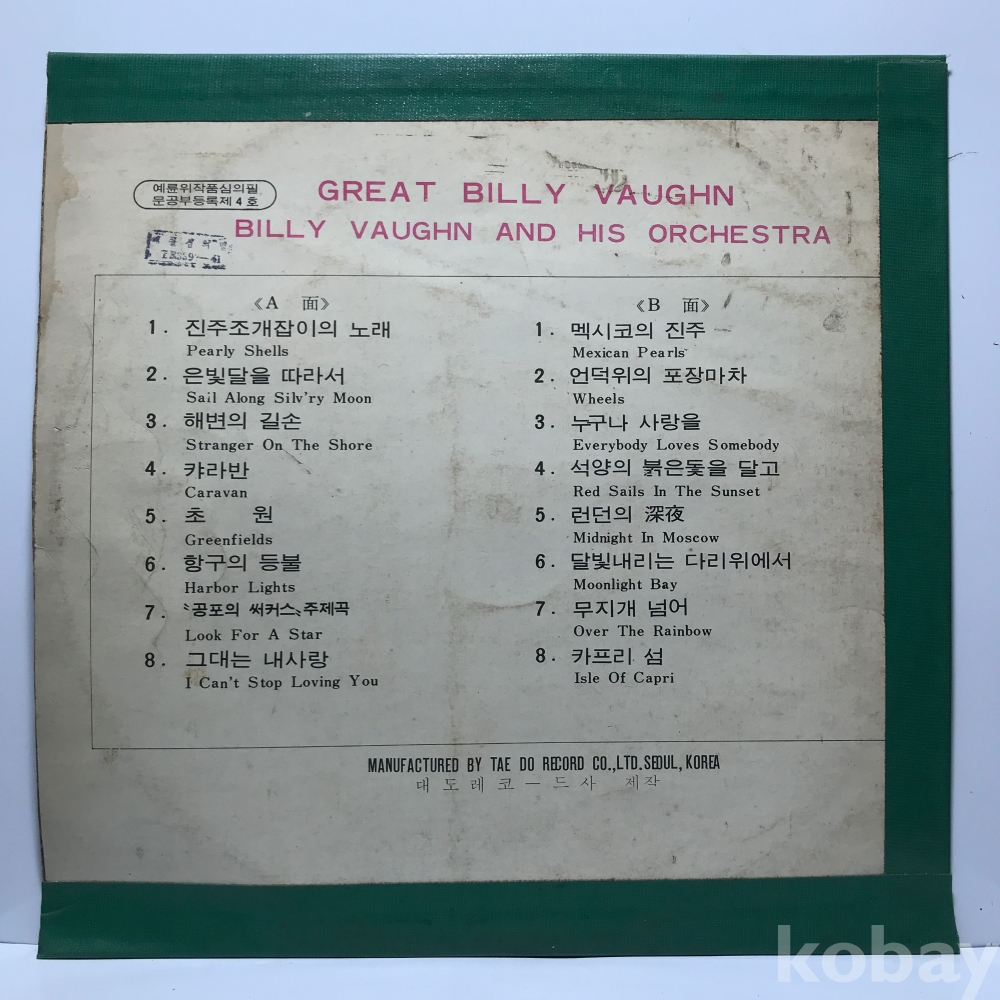 예륜위작품심의필
문공부등록제 4 호
GREAT BILLY VAUGHN
BILLY VAUGHN AND HIS ORCHESTRA
《A 面》
1. 진주조개잡이의 노래
Pearly Shells
2. 은빛달을 따라서
Sail Along Silv'ry Moon
3. 해변의 길손
Stranger On The Shore
4. 캬라반
Caravan
5. 초 원
Greenfields
6. 항구의 등불
Harbor Lights
7. 〝공포의 써커스〟주제곡
Look For A Star
8. 그대는 내사랑
I Can't Stop Loving You
《B 面》
1. 멕시코의 진주
Mexican Pearls
2. 언덕위의 포장마차
Wheels
3. 누구나 사랑을
Everybody Loves Somebody
4. 석양의 붉은돛을 달고
Red Sails In The Sunset
5. 런던의 深夜
Midnight In Moscow
6. 달빛내리는 다리위에서
Moonlight Bay
7. 무지개 넘어
Over The Rainbow
8. 카프리 섬
Isle Of Capri
MANUFACTURED BY TAE DO RECORD CO.,LTD. SEOUL, KOREA
대도레코ー드사 제작
kobay